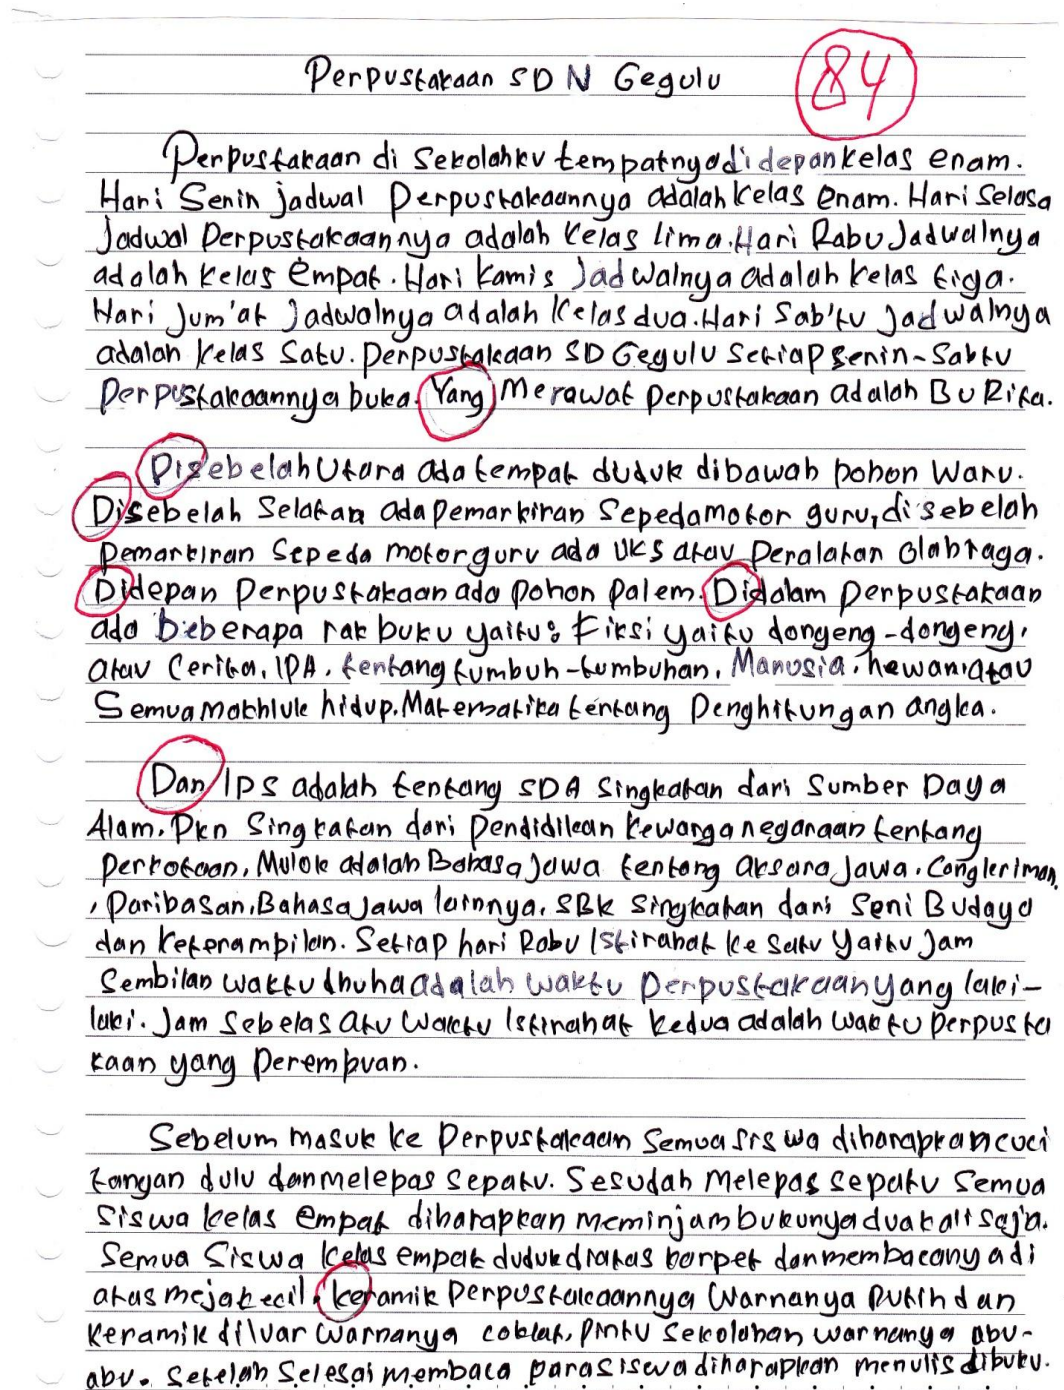 Perpustakaan SDN Gegulu
84
Perpustakaan di Sekolahku tempatnya di depan kelas enam.
Hari Senin jadwal Perpustakaannya adalah kelas enam. Hari Selasa
Jadwal Perpustakaannya adalah kelas lima. Hari Rabu Jadwalnya
adalah kelas empat. Hari kamis Jadwalnya adalah kelas tiga.
Hari Jum'at Jadwalnya adalah kelas dua. Hari Sab'tu Jadwalnya
adalah kelas Satu. Perpustakaan SD Gegulu Setiap Senin-Sabtu
Perpustakaannya buka. Yang Merawat Perpustakaan adalah Bu Rita.
Disebelah Utara ada tempat duduk dibawah pohon Waru.
Disebelah Selatan ada Pemarkiran Sepedamotor guru, disebelah
Pemarkiran Sepeda motor guru ada UKS atau Peralatan Olahraga.
Didepan Perpustakaan ada pohon Palem. Didalam Perpustakaan
ada beberapa rak buku yaitu: Fiksi yaitu dongeng-dongeng,
atau Cerita, IPA, tentang tumbuh-tumbuhan, Manusia, hewan, atau
Semua Makhluk hidup. Matematika tentang Penghitungan angka.
Dan IPS adalah tentang SDA Singkatan dari Sumber Daya
Alam. Pkn Singkatan dari Pendidikan Kewarganegaraan tentang
Perkotaan, Mulok adalah Bahasa Jawa tentang aksara Jawa, Congleriman,
, Paribasan, Bahasa Jawa lainnya, SBK Singkatan dari Seni Budaya
dan Keterampilan. Setiap hari Rabu Istirahat ke satu Yaitu Jam
Sembilan waktu dhuha adalah waktu Perpustakaan yang laki-
laki. Jam Sebelas atu Waktu Istirahat kedua adalah waktu Perpusta
kaan yang Perempuan.
Sebelum masuk ke Perpustakaan Semua siswa diharapkan cuci
tangan dulu dan melepas sepatu. Sesudah Melepas sepatu Semua
Siswa kelas empat diharapkan meminjam bukunya dua kali saja.
Semua Siswa kelas empat duduk diatas karpet dan membacanya di
atas meja kecil. keramik Perpustakaannya Warnanya Putih dan
Keramik diluar Warnanya coklat, Pintu Sekolahan warnanya abu-
abu. Setelah Selesai membaca para siswa diharapkan menulis dibuku.